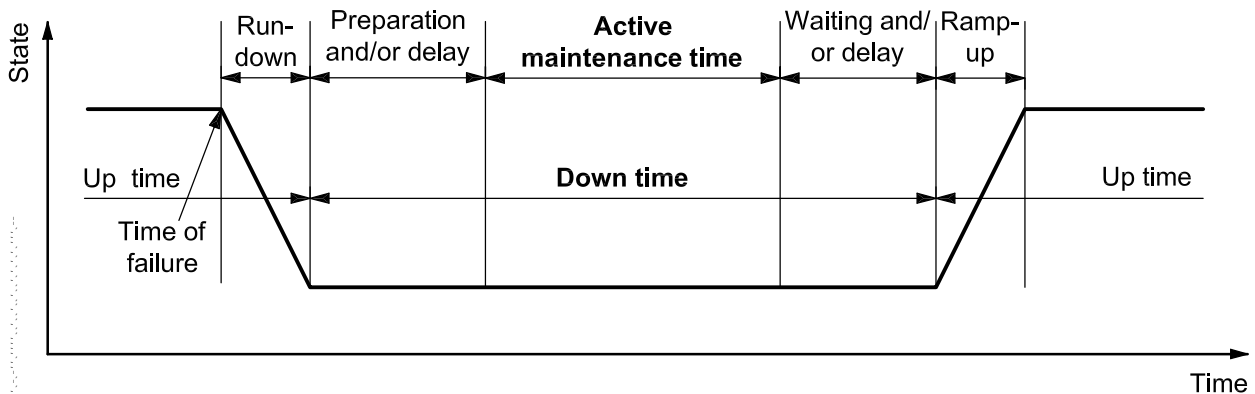 State
Run-
down
Preparation
and/or delay
Active
maintenance time
Waiting and/
or delay
Ramp-
up
Up time
Down time
Up time
Time of
failure
Time